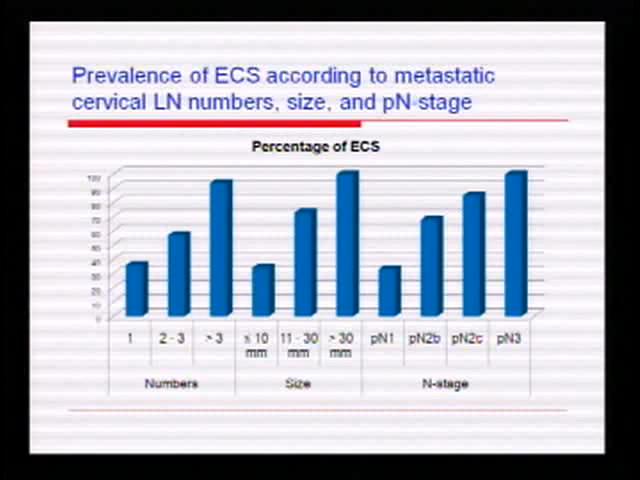 Prevalence of ECS according to metastatic
cervical LN numbers, size, and pN-stage
Percentage of ECS
100
90
80
70
60
50
40
30
20
10
0
1
2 - 3
> 3
≤ 10
mm
11 - 30
mm
> 30
mm
pN1
pN2b
pN2c
pN3
Numbers
Size
N-stage